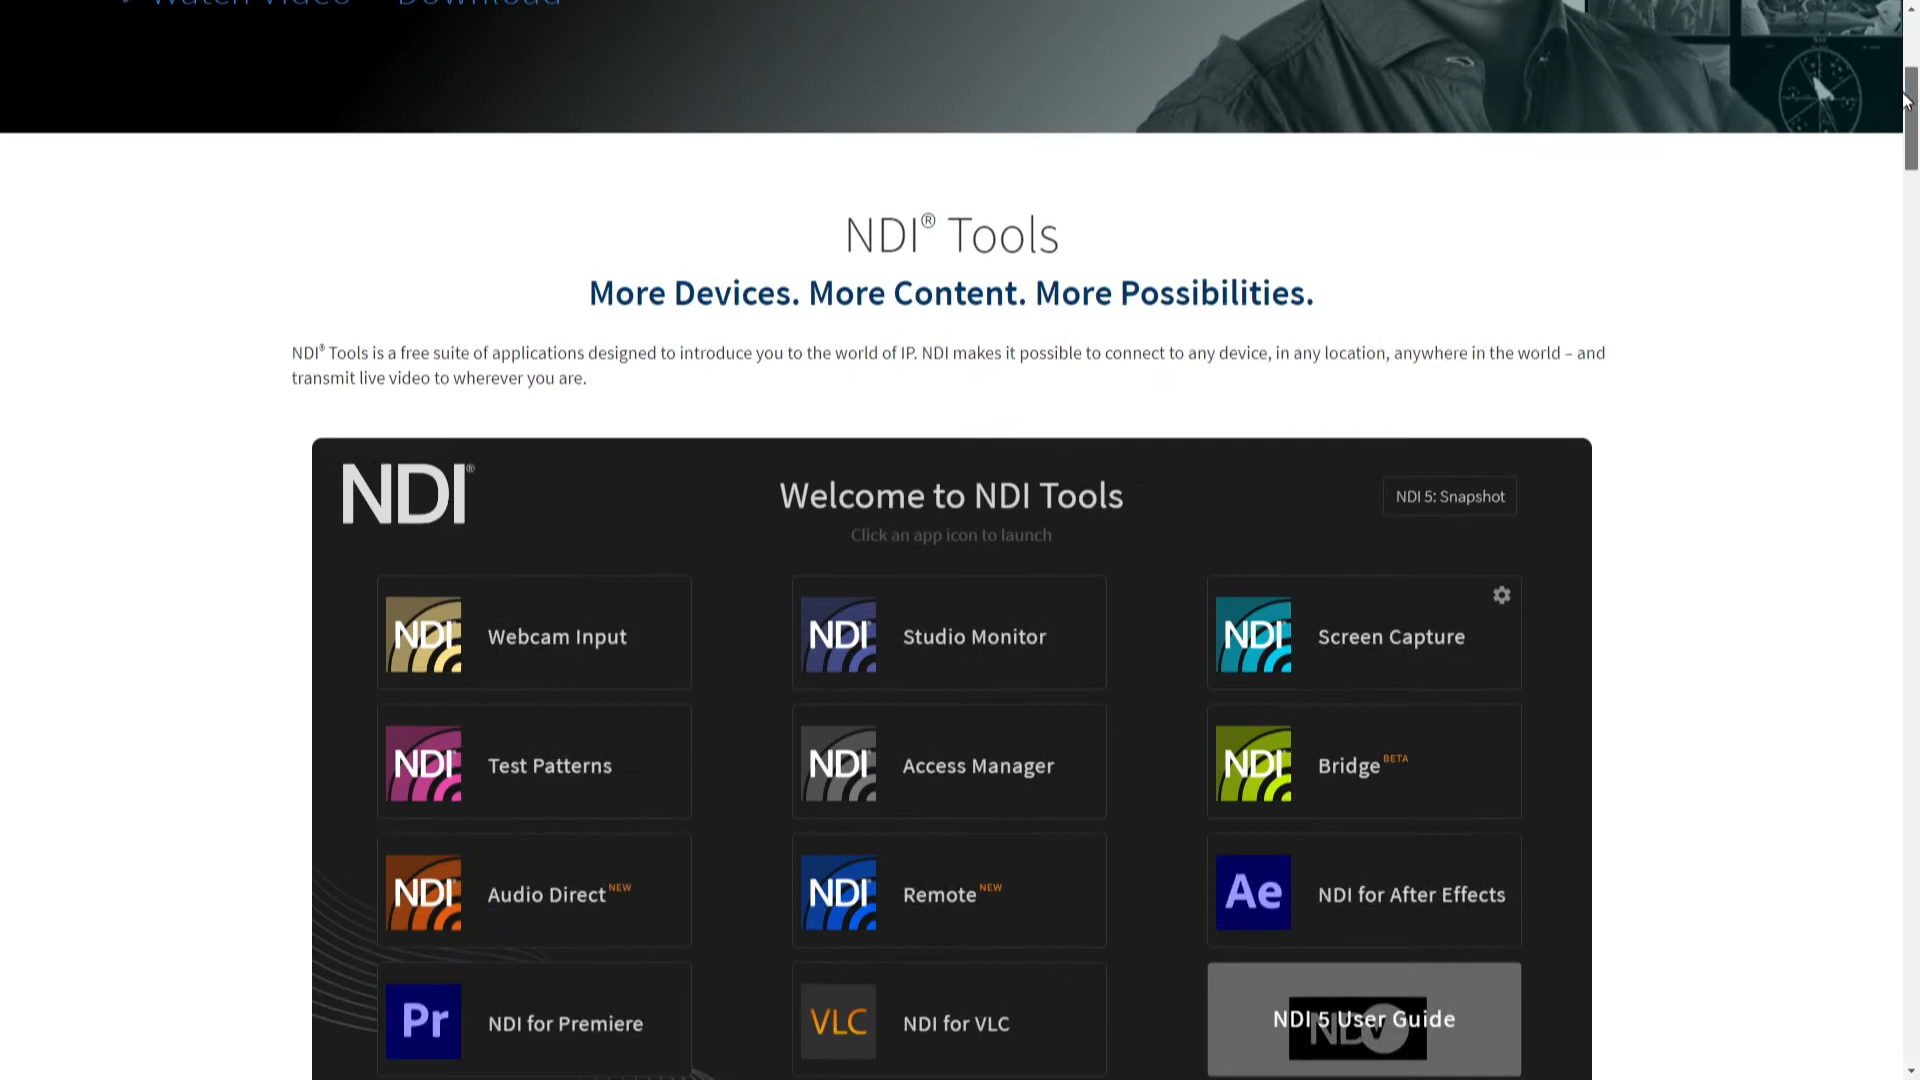 Watch Video
Download
NDI® Tools
More Devices. More Content. More Possibilities.
NDI® Tools is a free suite of applications designed to introduce you to the world of IP. NDI makes it possible to connect to any device, in any location, anywhere in the world – and
transmit live video to wherever you are.
NDI®
Welcome to NDI Tools
NDI 5: Snapshot
Click an app icon to launch
NDI Webcam Input
NDI Studio Monitor
NDI Screen Capture
NDI Test Patterns
NDI Access Manager
NDI Bridge BETA
NDI Audio Direct NEW
NDI Remote NEW
Ae NDI for After Effects
Pr NDI for Premiere
VLC NDI for VLC
NDI 5 User Guide